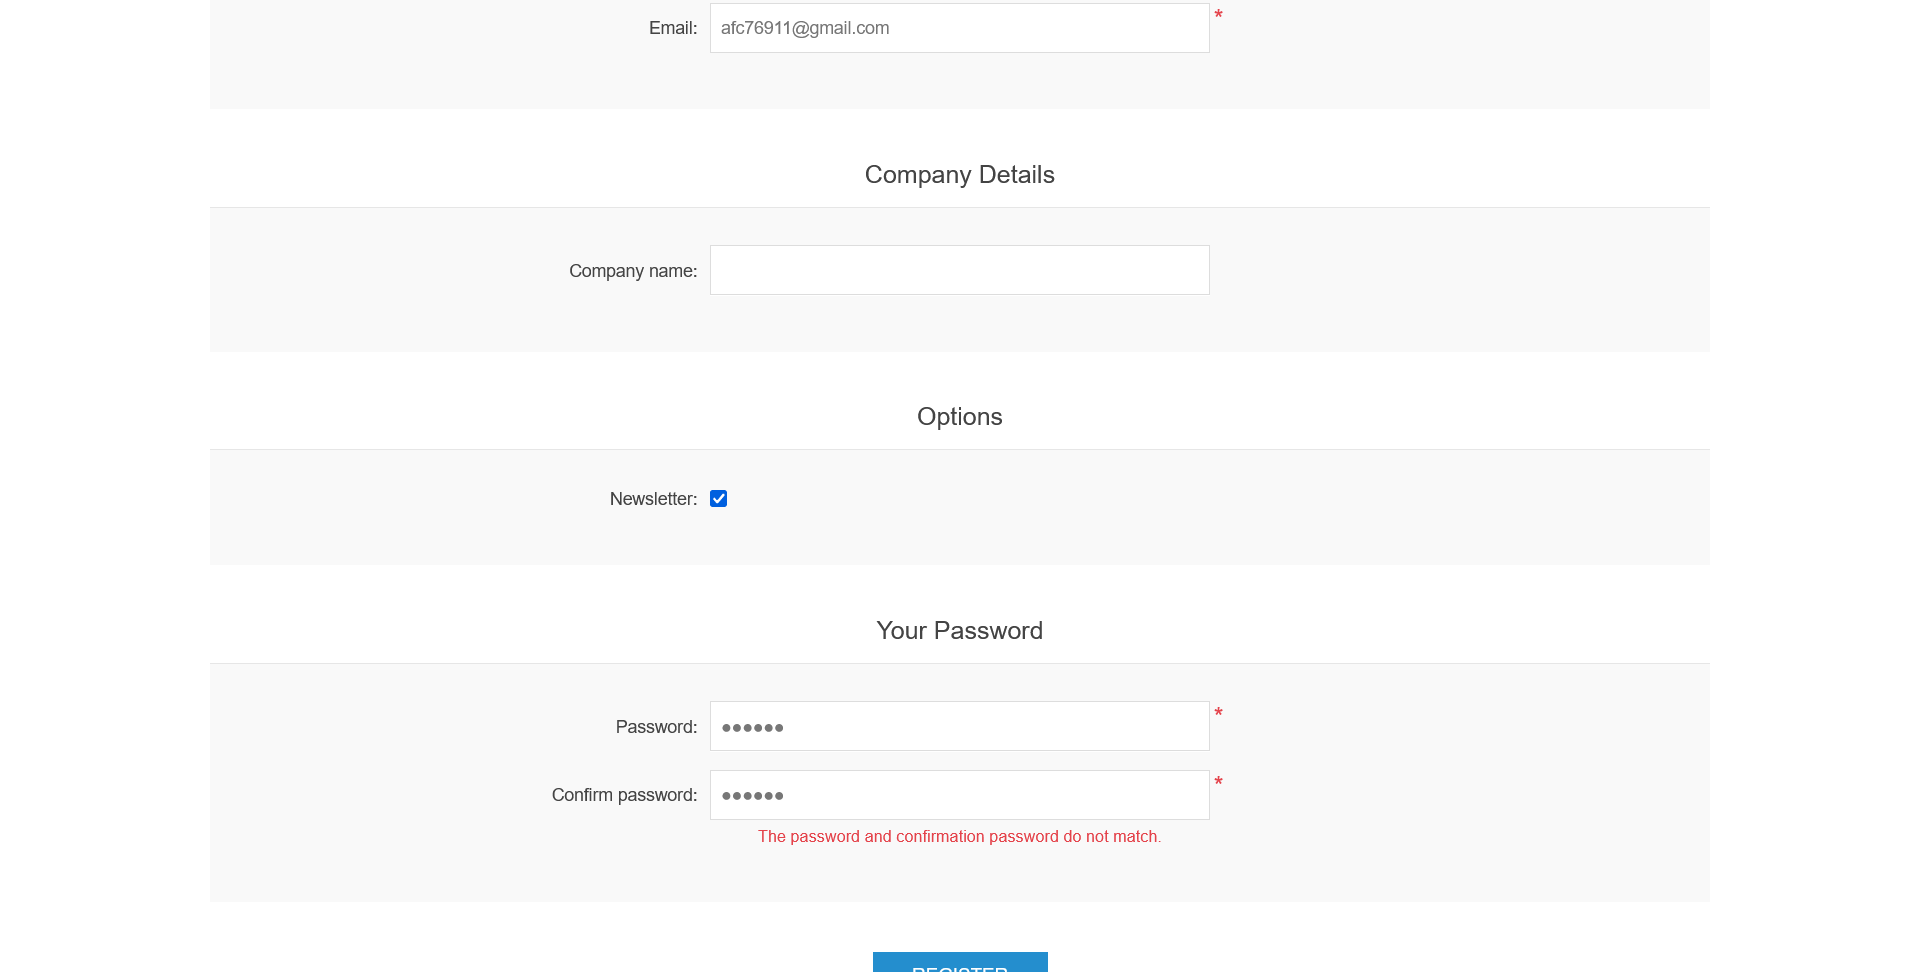 Email: afc76911@gmail.com *
Company Details
Company name:
Options
Newsletter:
Your Password
Password: ●●●●●● *
Confirm password: ●●●●●● *
The password and confirmation password do not match.
REGISTER